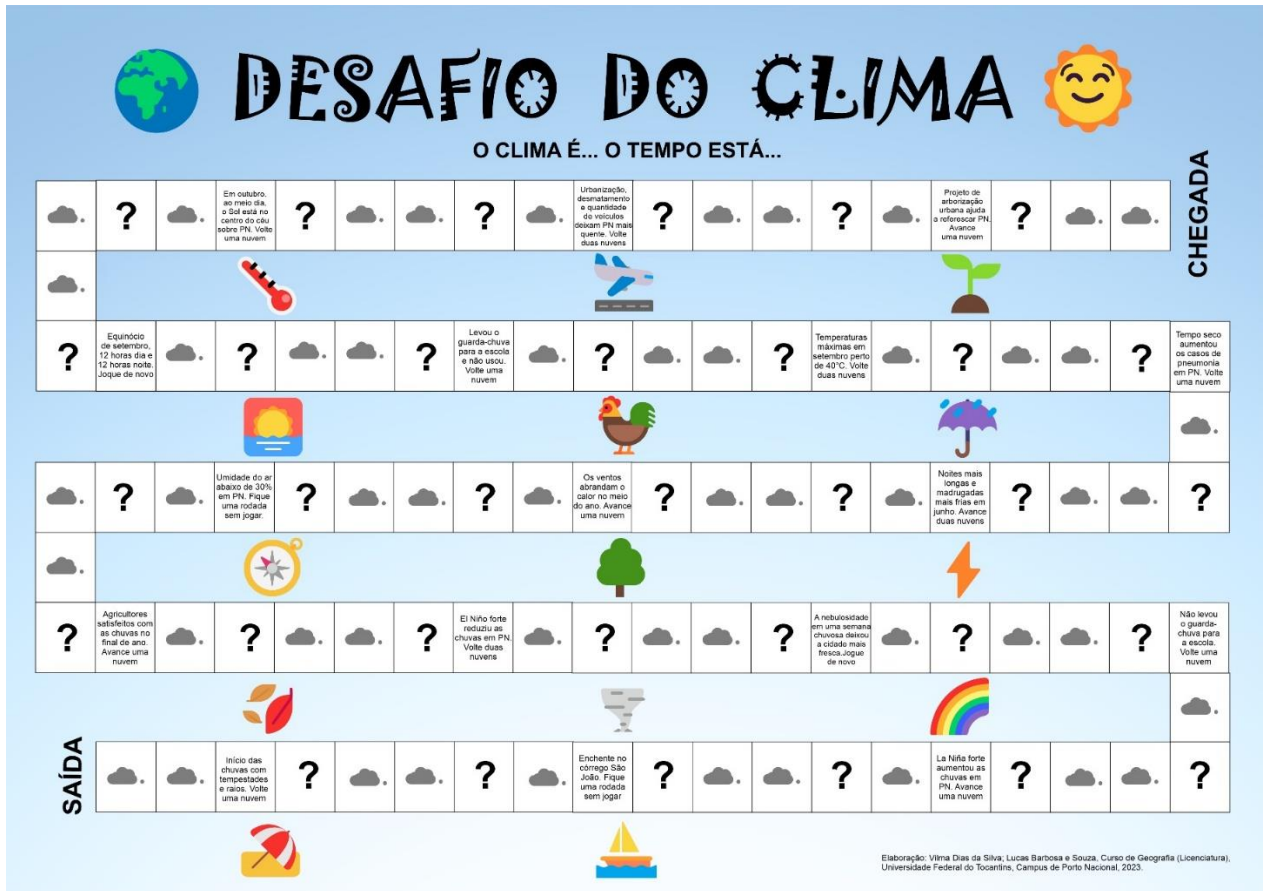 DESAFIO DO CLIMA
O CLIMA É... O TEMPO ESTÁ...
CHEGADA
?
Em outubro,
ao meio dia,
o Sol está no
centro do céu
sobre PN. Volte
uma nuvem
?
?
Urbanização,
desmatamento
e quantidade
de veículos
deixam PN mais
quente. Volte
duas nuvens
?
?
Projeto de
arborização
urbana ajuda
a reforescar PN.
Avance
uma nuvem
?
?
Equinócio
de setembro,
12 horas dia e
12 horas noite.
Joque de novo
?
?
Levou o
guarda-chuva
para a escola
e não usou.
Volte uma
nuvem
?
?
Temperaturas
máximas em
setembro perto
de 40°C. Volte
duas nuvens
?
?
Tempo seco
aumentou
os casos de
pneumonia
em PN. Volte
uma nuvem
?
Umidade do ar
abaixo de 30%
em PN. Fique
uma rodada
sem jogar.
?
?
Os ventos
abrandam o
calor no meio
do ano. Avance
uma nuvem
?
?
Noites mais
longas e
madrugadas
mais frias em
junho. Avance
duas nuvens
?
?
?
Agricultores
satisfeitos com
as chuvas no
final do ano.
Avance uma
nuvem
?
?
El Niño forte
reduziu as
chuvas em PN.
Volte duas
nuvens
?
?
A nebulosidade
em uma semana
chuvosa deixou
a cidade mais
fresca.Jogue
de novo
?
?
Não levou
o guarda-
chuva para
a escola.
Volte uma
nuvem
SAÍDA
Início das
chuvas com
tempestades
e raios. Volte
uma nuvem
?
?
Enchente no
córrego São
João. Fique
uma rodada
sem jogar
?
?
La Niña forte
aumentou as
chuvas em
PN. Avance
uma nuvem
?
?
Elaboração: Vilma Dias da Silva; Lucas Barbosa e Souza, Curso de Geografia (Licenciatura),
Universidade Federal do Tocantins, Campus de Porto Nacional, 2023.